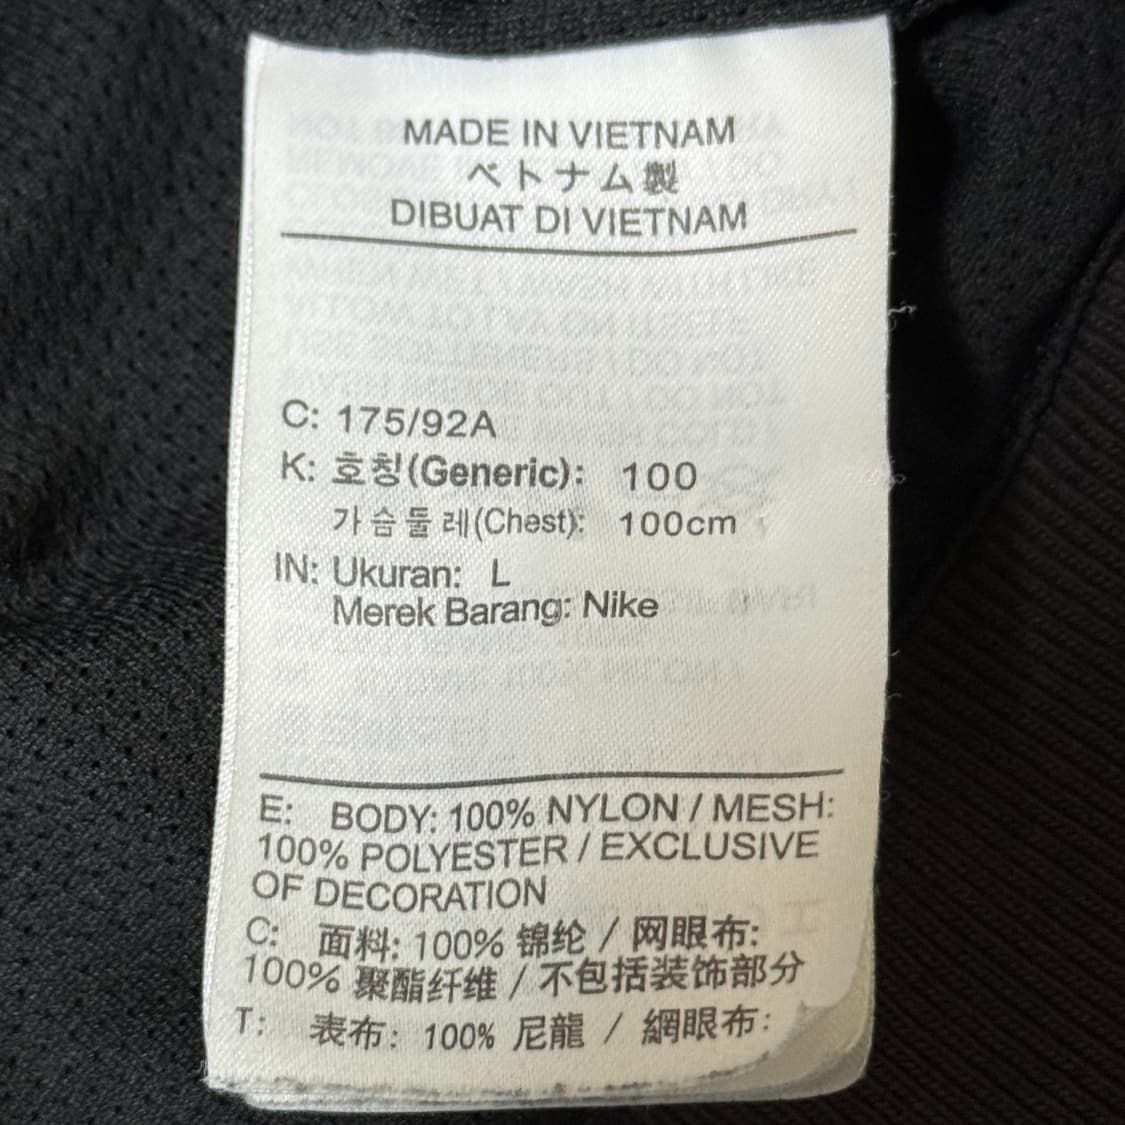 MADE IN VIETNAM
ベトナム製
DIBUAT DI VIETNAM
C: 175/92A
K: 호칭(Generic): 100
가슴둘레(Chest): 100cm
IN: Ukuran: L
Merek Barang: Nike
E: BODY: 100% NYLON / MESH:
100% POLYESTER / EXCLUSIVE
OF DECORATION
C: 面料: 100% 锦纶 / 网眼布:
100% 聚酯纤维 / 不包括装饰部分
T: 表布: 100% 尼龍 / 網眼布: